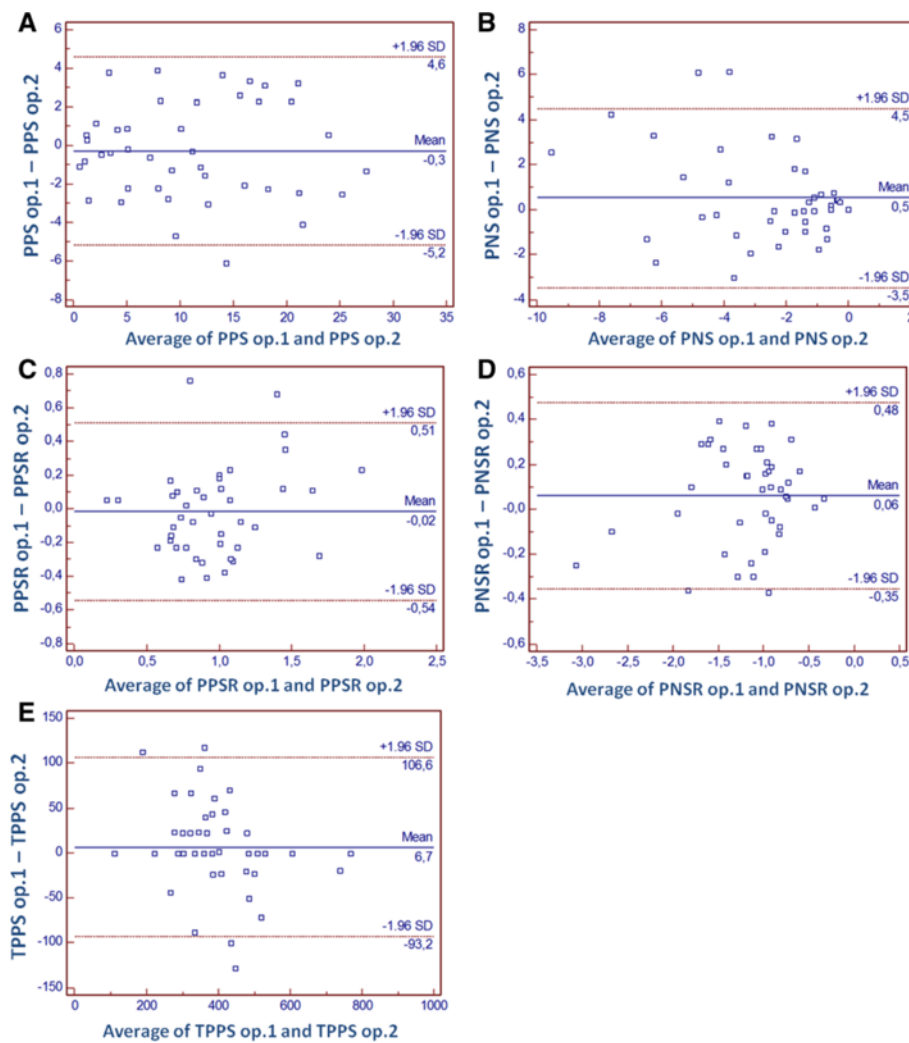 A
PPS op.1 – PPS op.2
6
4
2
0
-2
-4
-6
-8
+1.96 SD
4,6
Mean
-0,3
-1.96 SD
-5,2
0 5 10 15 20 25 30 35
Average of PPS op.1 and PPS op.2
B
PNS op.1 – PNS op.2
8
6
4
2
0
-2
-4
+1.96 SD
4,5
Mean
0,5
-1.96 SD
-3,5
-10 -8 -6 -4 -2 0 2
Average of PNS op.1 and PNS op.2
C
PPSR op.1 – PPSR op.2
0,8
0,6
0,4
0,2
0,0
-0,2
-0,4
-0,6
-0,8
+1.96 SD
0,51
Mean
-0,02
-1.96 SD
-0,54
0,0 0,5 1,0 1,5 2,0 2,5
Average of PPSR op.1 and PPSR op.2
D
PNSR op.1 – PNSR op.2
0,6
0,4
0,2
0,0
-0,2
-0,4
-0,6
+1.96 SD
0,48
Mean
0,06
-1.96 SD
-0,35
-3,5 -3,0 -2,5 -2,0 -1,5 -1,0 -0,5 0,0 0,5
Average of PNSR op.1 and PNSR op.2
E
TPPS op.1 – TPPS op.2
150
100
50
0
-50
-100
-150
+1.96 SD
106,6
Mean
6,7
-1.96 SD
-93,2
0 200 400 600 800 1000
Average of TPPS op.1 and TPPS op.2